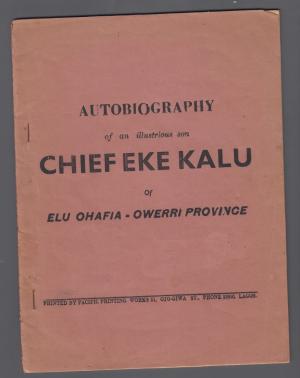 AUTOBIOGRAPHY
of an illustrious son
CHIEF EKE KALU
OF
ELU OHAFIA - OWERRI PROVINCE
PRINTED BY PACIFIC PRINTING WORKS 51, OJO-GIWA ST., PHONE LAGOS.